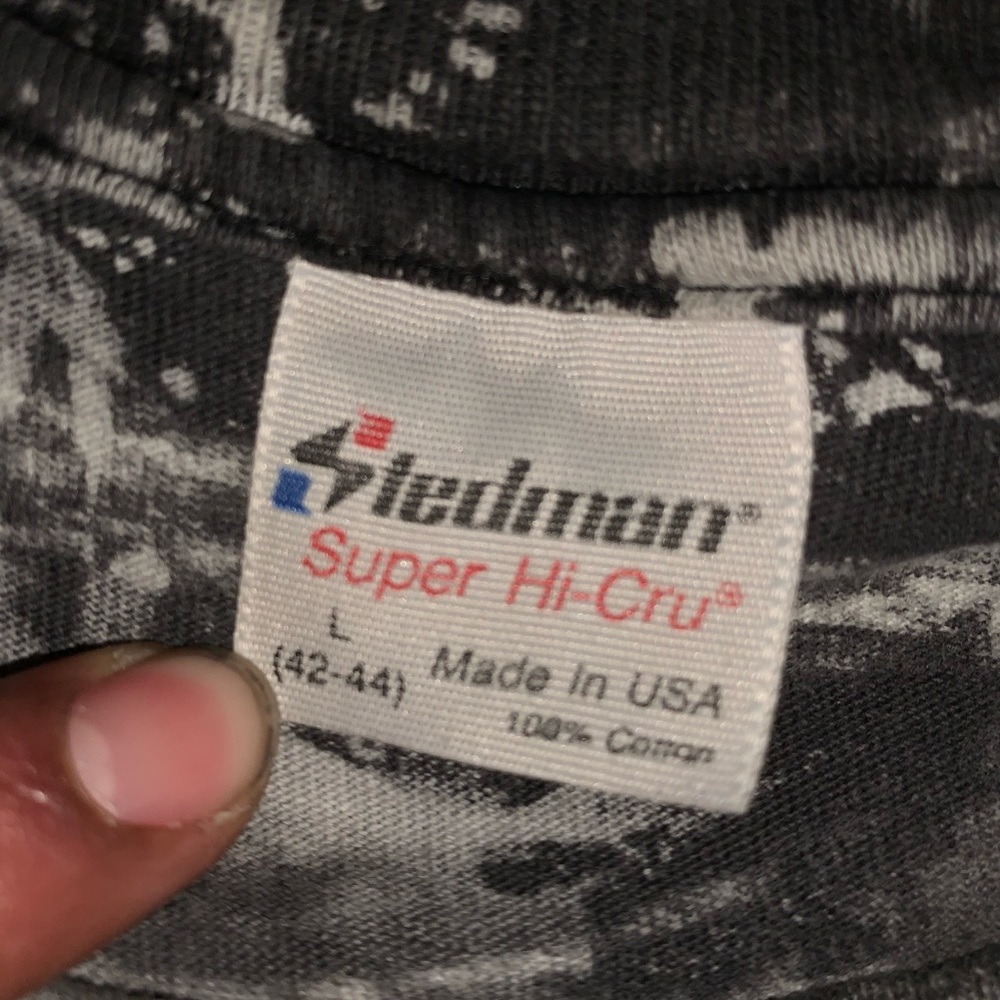 Stedman®
Super Hi-Cru®
L
(42-44)
Made In USA
100% Cotton